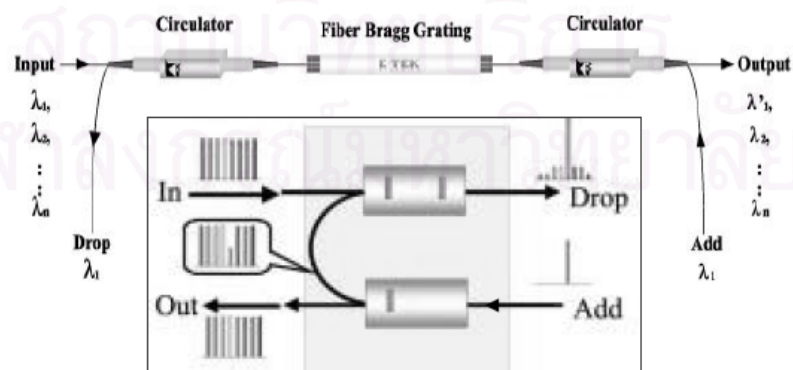 Circulator
Fiber Bragg Grating
Circulator
Input
E-TEK
Output
λ₁,
λ₂,
⋮
λₙ
λ'₁,
λ₂,
⋮
λₙ
Drop
λ₁
Add
λ₁
In
Drop
Out
Add